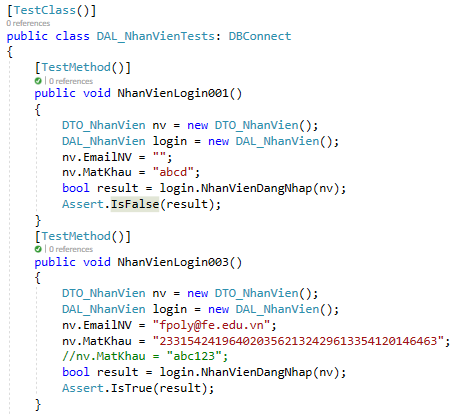 [TestClass()]
0 references
public class DAL_NhanVienTests: DBConnect
{
[TestMethod()]
0 references
public void NhanVienLogin001()
{
DTO_NhanVien nv = new DTO_NhanVien();
DAL_NhanVien login = new DAL_NhanVien();
nv.EmailNV = "";
nv.MatKhau = "abcd";
bool result = login.NhanVienDangNhap(nv);
Assert.IsFalse(result);
}
[TestMethod()]
0 references
public void NhanVienLogin003()
{
DTO_NhanVien nv = new DTO_NhanVien();
DAL_NhanVien login = new DAL_NhanVien();
nv.EmailNV = "fpoly@fe.edu.vn";
nv.MatKhau = "23315424196402035621324296133541201​46463";
//nv.MatKhau = "abc123";
bool result = login.NhanVienDangNhap(nv);
Assert.IsTrue(result);
}